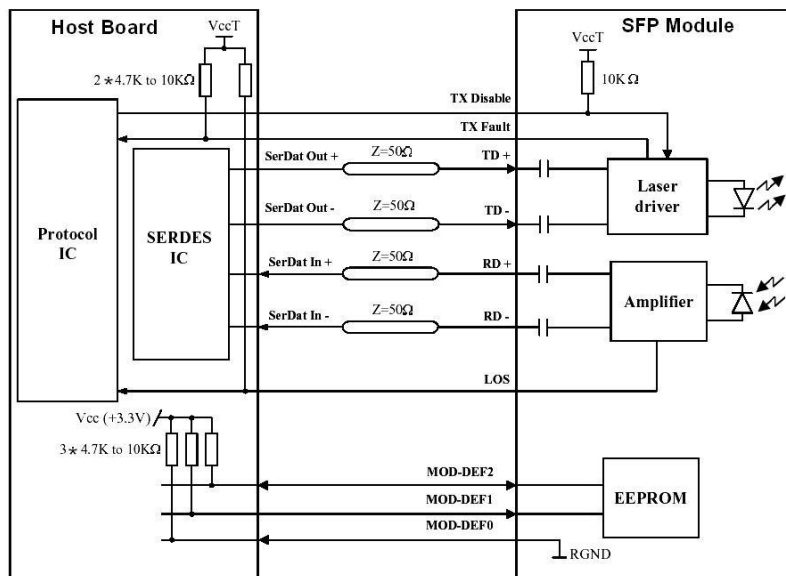 Host Board
SFP Module
VccT
VccT
2*4.7K to 10KΩ
10KΩ
TX Disable
TX Fault
SerDat Out +
Z=50Ω
TD +
SerDat Out -
Z=50Ω
TD -
Laser
driver
Protocol
IC
SERDES
IC
SerDat In +
Z=50Ω
RD +
SerDat In -
Z=50Ω
RD -
Amplifier
LOS
Vcc (+3.3V)
3*4.7K to 10KΩ
MOD-DEF2
MOD-DEF1
MOD-DEF0
EEPROM
RGND